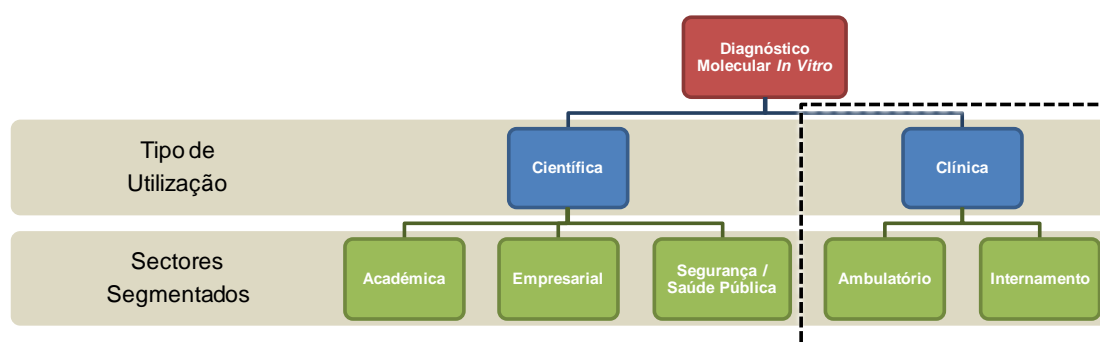 Diagnóstico
Molecular In Vitro
Tipo de
Utilização
Científica
Clínica
Sectores
Segmentados
Académica
Empresarial
Segurança /
Saúde Pública
Ambulatório
Internamento